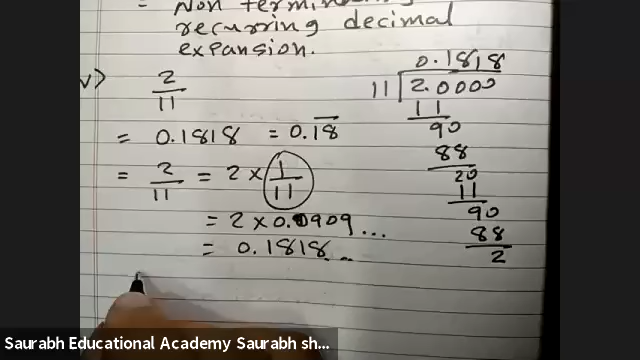 = Non terminating
recurring decimal
expansion.
v) 2/11
= 0.1818 = 0.1̅8̅
= 2/11 = 2 × 1/11
= 2 × 0.0909...
= 0.1818...
0.1818
11 2.0000
11
90
88
20
11
90
88
2
Saurabh Educational Academy Saurabh sh...